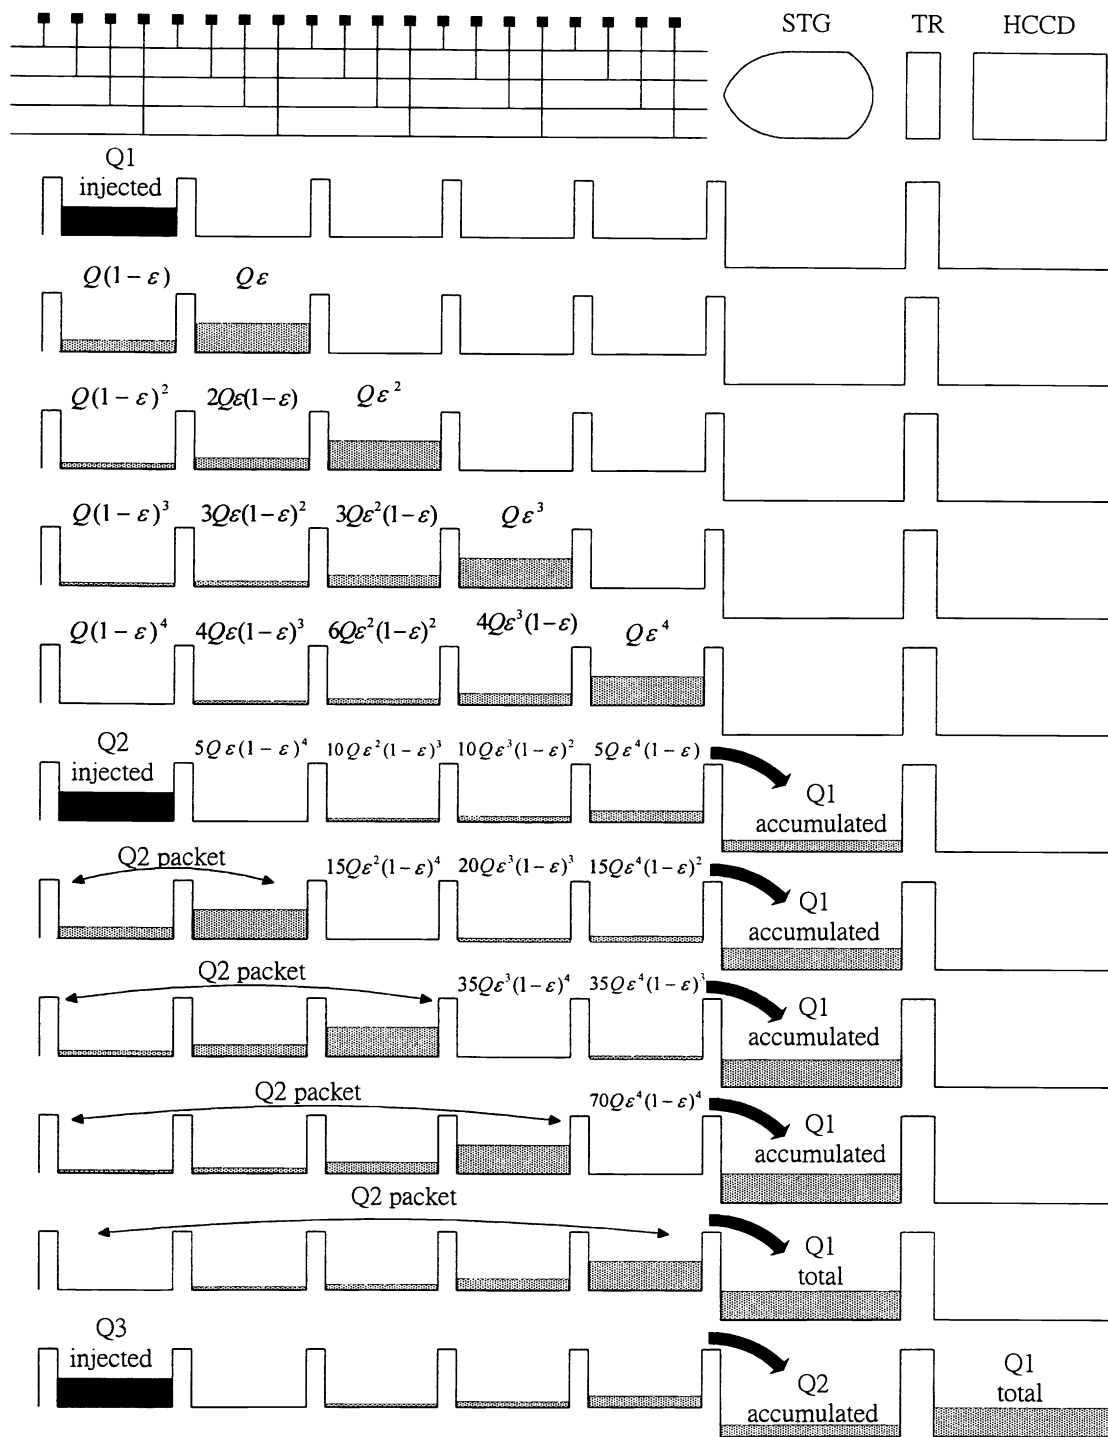 STG TR HCCD
Q1
injected
Q(1 − ε) Qε
Q(1 − ε)² 2Qε(1−ε) Qε²
Q(1−ε)³ 3Qε(1−ε)² 3Qε²(1−ε) Qε³
Q(1−ε)⁴ 4Qε(1−ε)³ 6Qε²(1−ε)² 4Qε³(1−ε) Qε⁴
Q2
injected
5Qε(1−ε)⁴ 10Qε²(1−ε)³ 10Qε³(1−ε)² 5Qε⁴(1−ε)
Q1
accumulated
Q2 packet
15Qε²(1−ε)⁴ 20Qε³(1−ε)³ 15Qε⁴(1−ε)²
Q1
accumulated
Q2 packet
35Qε³(1−ε)⁴ 35Qε⁴(1−ε)³
Q1
accumulated
Q2 packet
70Qε⁴(1−ε)⁴
Q1
accumulated
Q2 packet
Q1
total
Q3
injected
Q2
accumulated
Q1
total